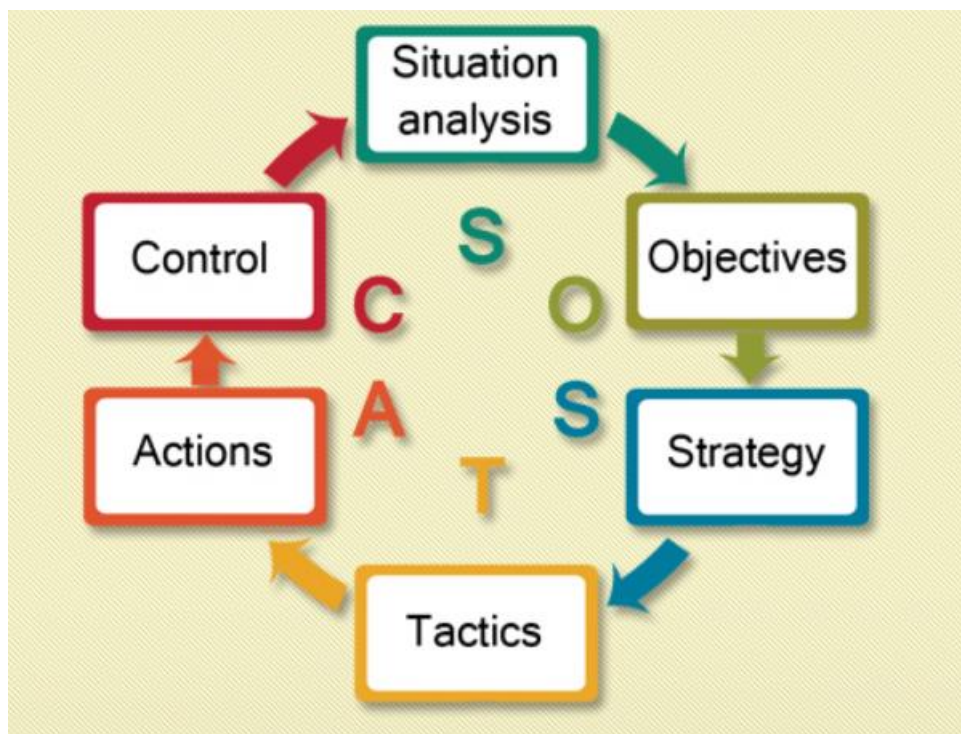 Situation
analysis
Objectives
Strategy
Tactics
Actions
Control
S
O
S
T
A
C